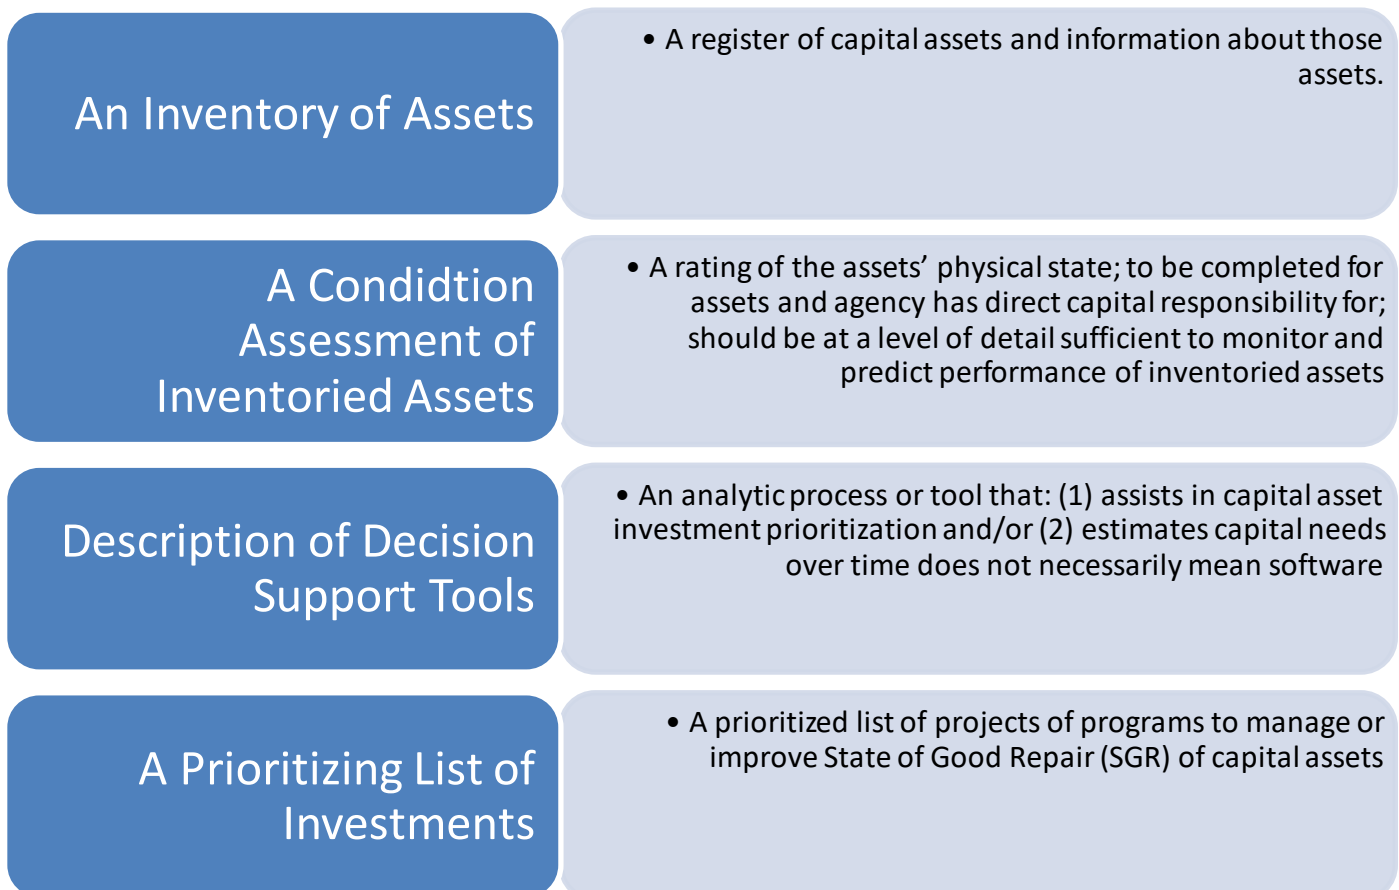 An Inventory of Assets
• A register of capital assets and information about those
assets.
A Condidtion
Assessment of
Inventoried Assets
• A rating of the assets’ physical state; to be completed for
assets and agency has direct capital responsibility for;
should be at a level of detail sufficient to monitor and
predict performance of inventoried assets
Description of Decision
Support Tools
• An analytic process or tool that: (1) assists in capital asset
investment prioritization and/or (2) estimates capital needs
over time does not necessarily mean software
A Prioritizing List of
Investments
• A prioritized list of projects of programs to manage or
improve State of Good Repair (SGR) of capital assets